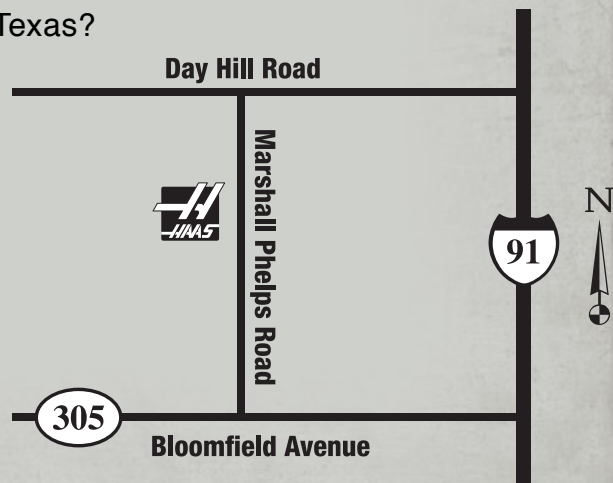 Texas?
Day Hill Road
Marshall Phelps Road
HAAS
N
91
305
Bloomfield Avenue